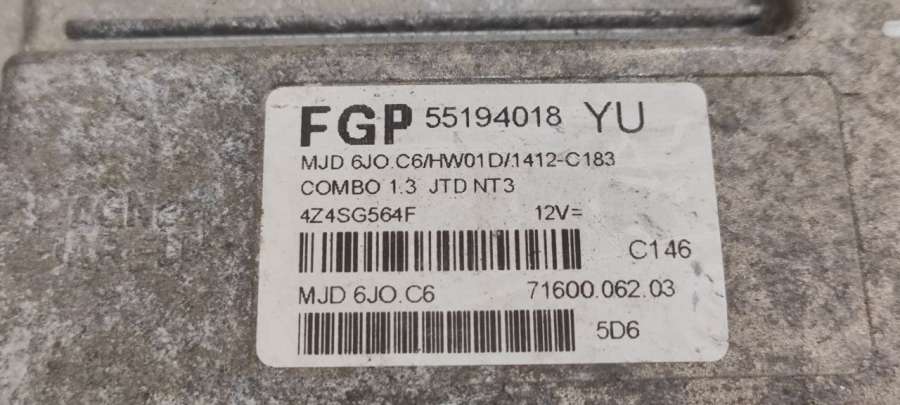 FGP 55194018 YU
MJD 6JO.C6/HW01D/1412-C183
COMBO 1.3 JTD NT3
4Z4SG564F 12V=
C146
MJD 6JO.C6 71600.062.03
5D6